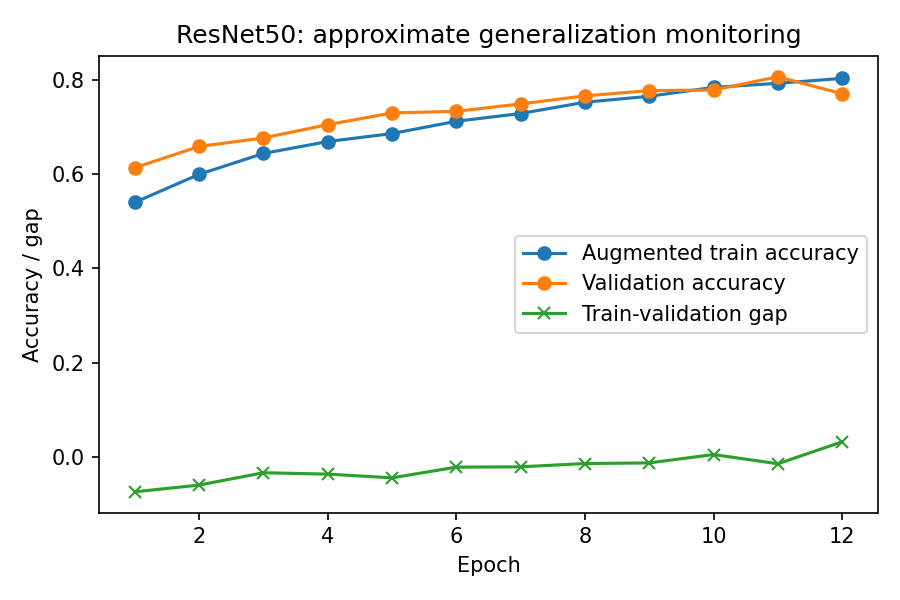 ResNet50: approximate generalization monitoring
Accuracy / gap
0.8
0.6
0.4
0.2
0.0
Augmented train accuracy
Validation accuracy
Train-validation gap
2 4 6 8 10 12
Epoch